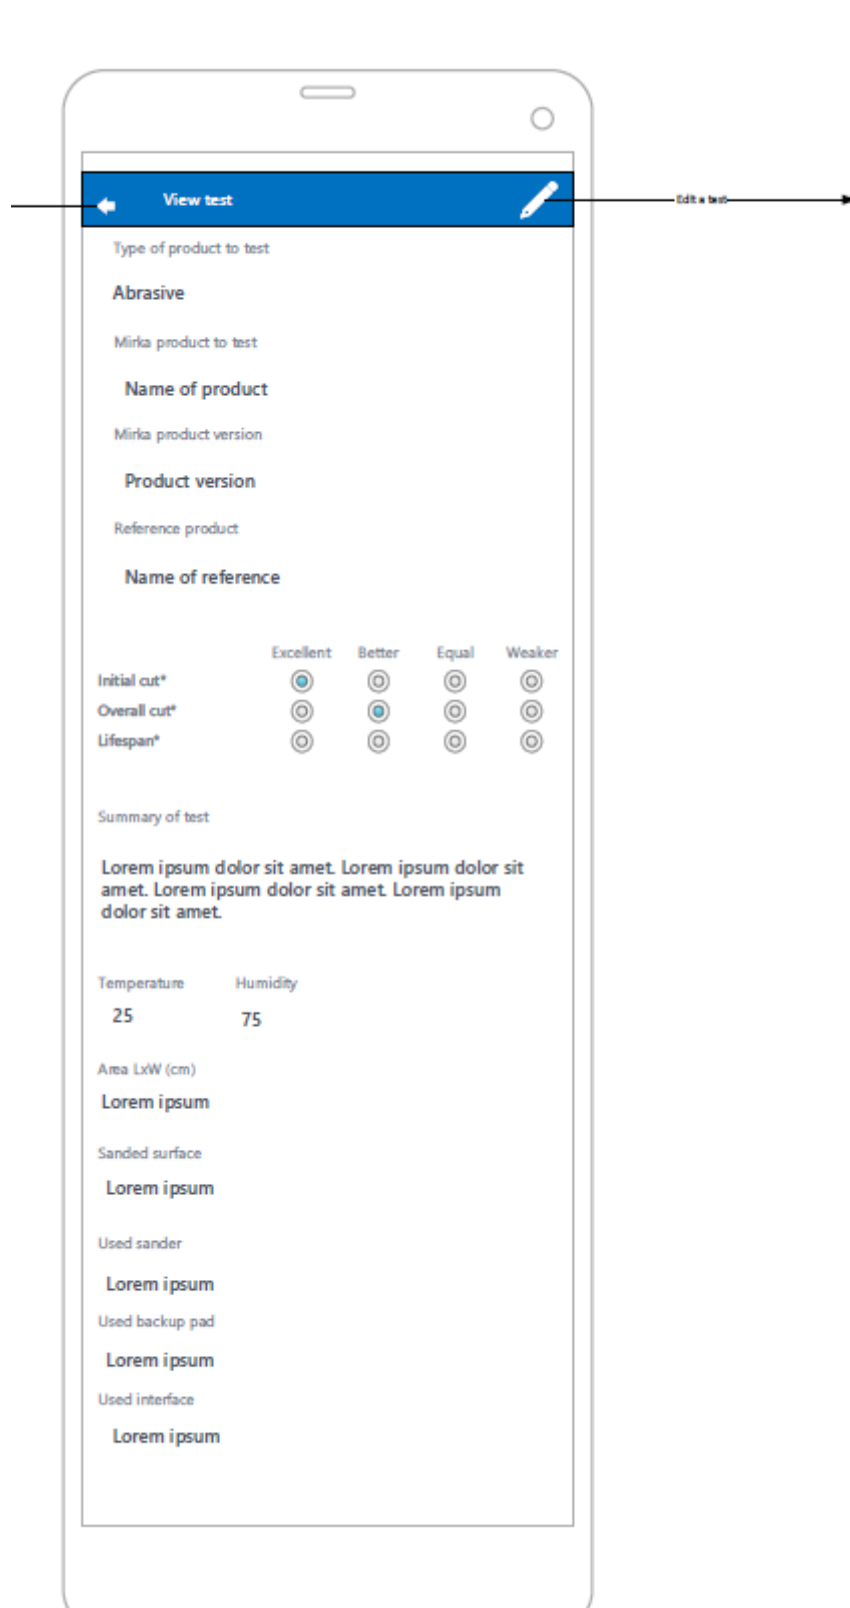 View test
Edit a test
Type of product to test
Abrasive
Mirka product to test
Name of product
Mirka product version
Product version
Reference product
Name of reference
Excellent Better Equal Weaker
Initial cut*
Overall cut*
Lifespan*
Summary of test
Lorem ipsum dolor sit amet. Lorem ipsum dolor sit
amet. Lorem ipsum dolor sit amet. Lorem ipsum
dolor sit amet.
Temperature Humidity
25 75
Area LxW (cm)
Lorem ipsum
Sanded surface
Lorem ipsum
Used sander
Lorem ipsum
Used backup pad
Lorem ipsum
Used interface
Lorem ipsum